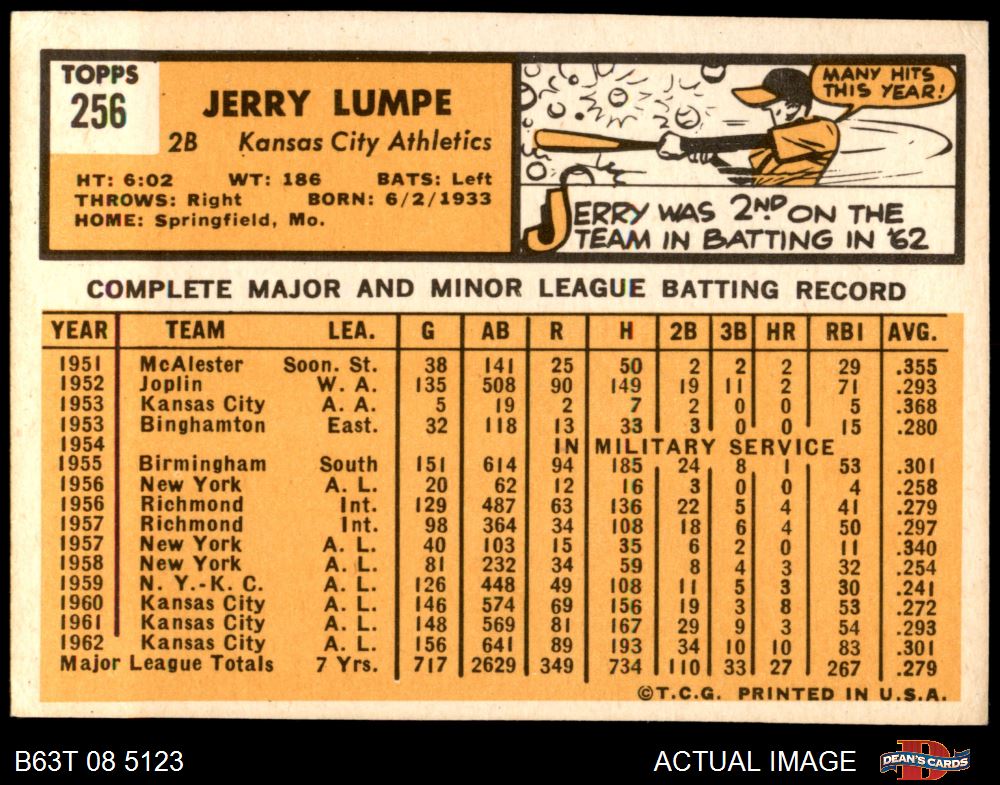 TOPPS
256
JERRY LUMPE
2B Kansas City Athletics
HT: 6:02 WT: 186 BATS: Left
THROWS: Right BORN: 6/2/1933
HOME: Springfield, Mo.
MANY HITS
THIS YEAR!
JERRY WAS 2ND ON THE
TEAM IN BATTING IN '62
COMPLETE MAJOR AND MINOR LEAGUE BATTING RECORD
YEAR TEAM LEA. G AB R H 2B 3B HR RBI AVG.
1951 McAlester Soon. St. 38 141 25 50 2 2 2 29 .355
1952 Joplin W. A. 135 508 90 149 19 11 2 71 .293
1953 Kansas City A. A. 5 19 2 7 2 0 0 5 .368
1953 Binghamton East. 32 118 13 33 3 0 0 15 .280
1954 IN MILITARY SERVICE
1955 Birmingham South 151 614 94 185 24 8 1 53 .301
1956 New York A. L. 20 62 12 16 3 0 0 4 .258
1956 Richmond Int. 129 487 63 136 22 5 4 41 .279
1957 Richmond Int. 98 364 34 108 18 6 4 50 .297
1957 New York A. L. 40 103 15 35 6 2 0 11 .340
1958 New York A. L. 81 232 34 59 8 4 3 32 .254
1959 N. Y.-K. C. A. L. 126 448 49 108 11 5 3 30 .241
1960 Kansas City A. L. 146 574 69 156 19 3 8 53 .272
1961 Kansas City A. L. 148 569 81 167 29 9 3 54 .293
1962 Kansas City A. L. 156 641 89 193 34 10 10 83 .301
Major League Totals 7 Yrs. 717 2629 349 734 110 33 27 267 .279
©T.C.G. PRINTED IN U.S.A.
B63T 08 5123 ACTUAL IMAGE D DEAN'S CARDS